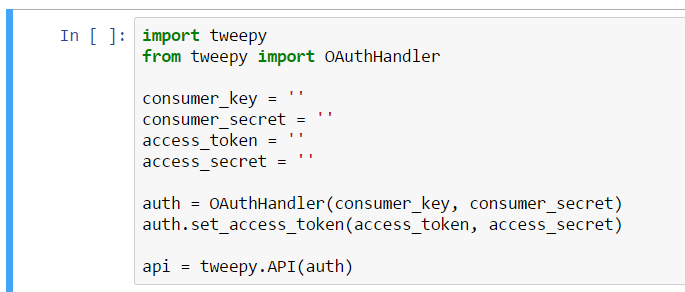 In [ ]: import tweepy
from tweepy import OAuthHandler
consumer_key = ''
consumer_secret = ''
access_token = ''
access_secret = ''
auth = OAuthHandler(consumer_key, consumer_secret)
auth.set_access_token(access_token, access_secret)
api = tweepy.API(auth)